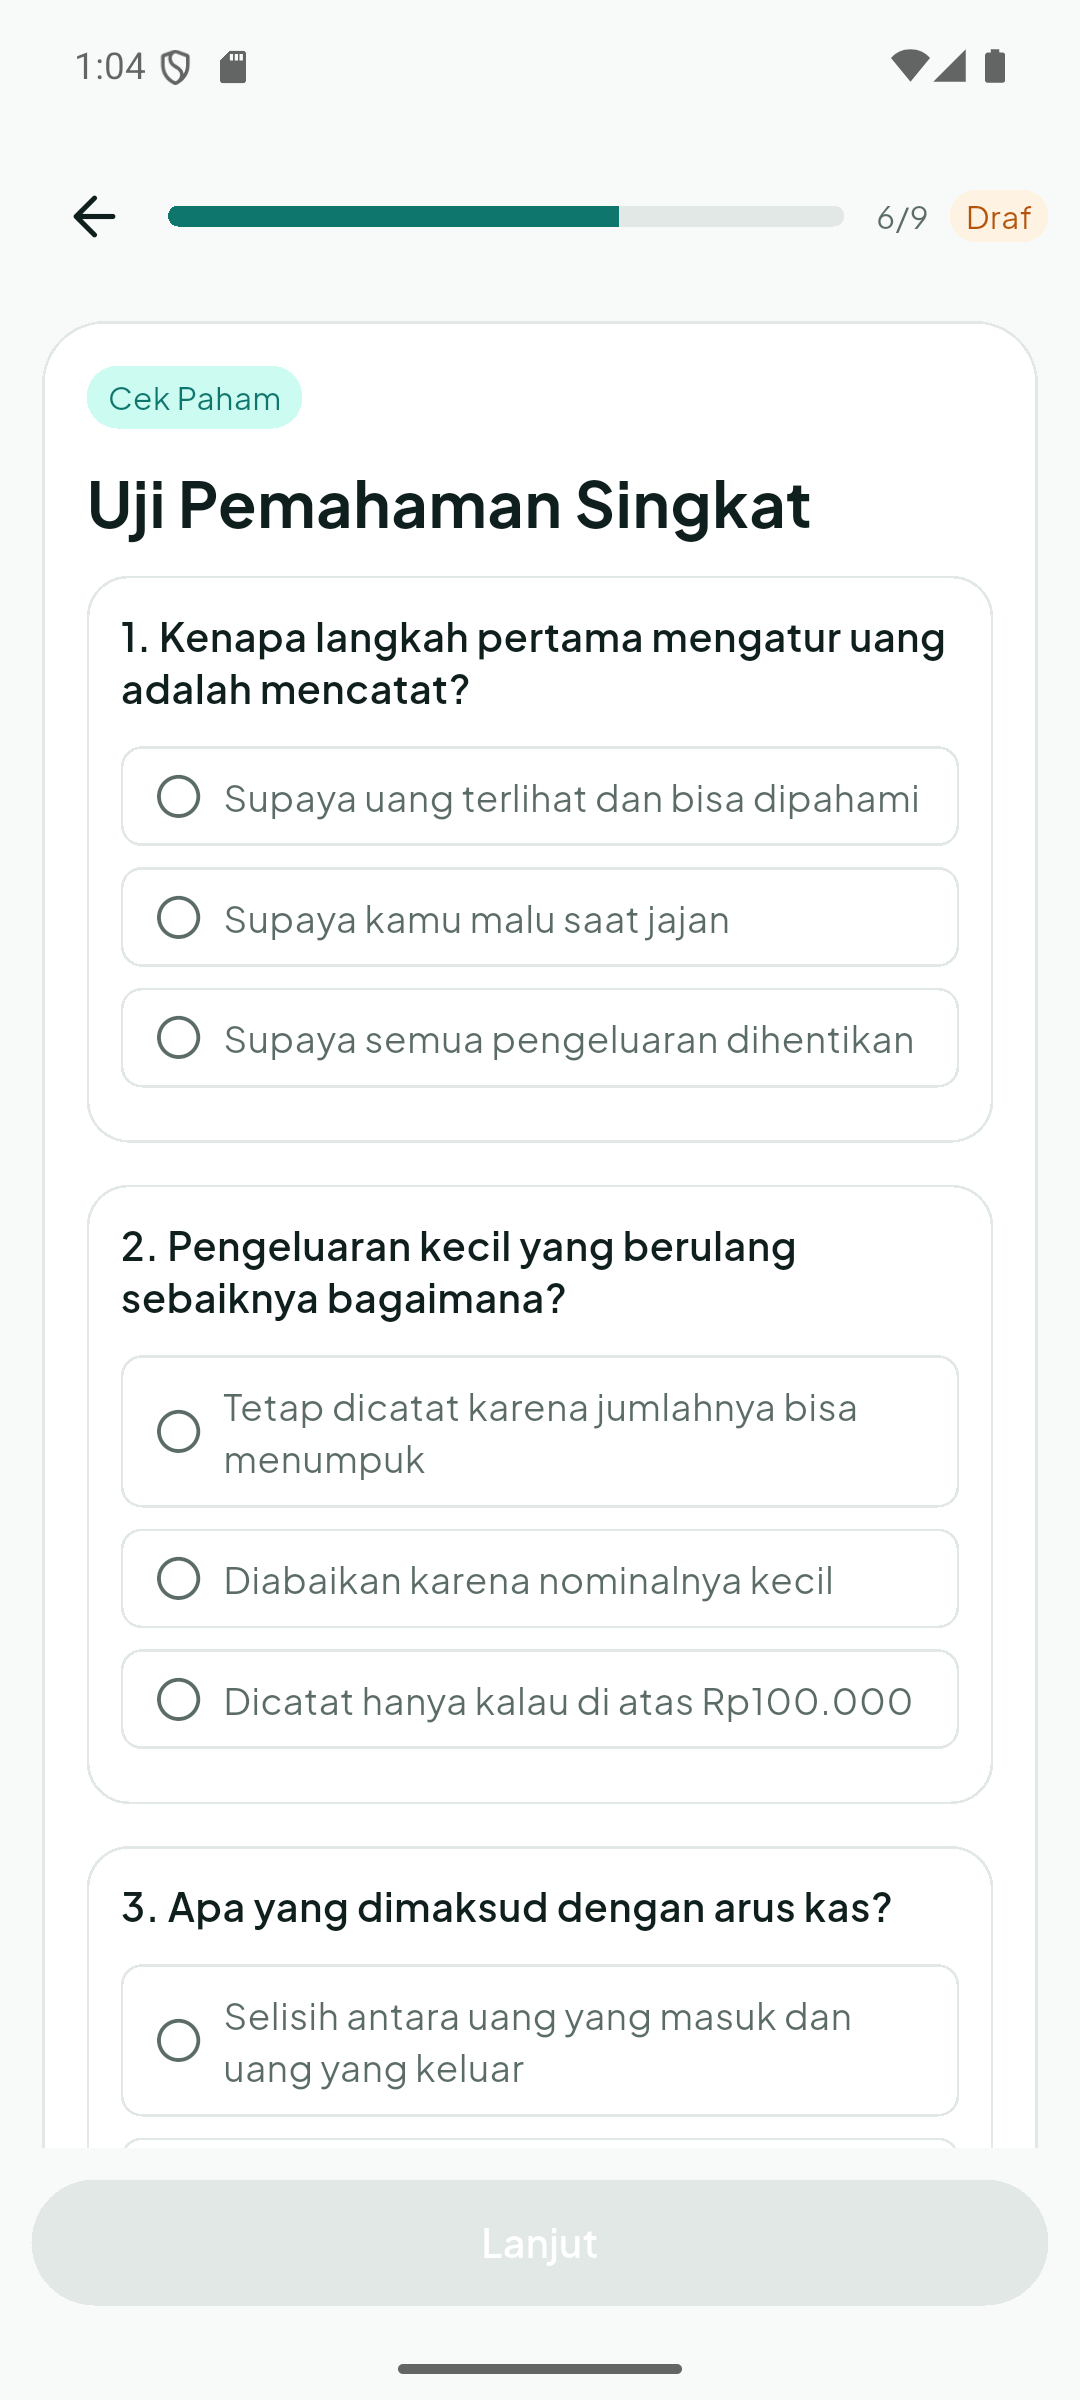 1:04
6/9
Draf
Cek Paham
Uji Pemahaman Singkat
1. Kenapa langkah pertama mengatur uang
adalah mencatat?
Supaya uang terlihat dan bisa dipahami
Supaya kamu malu saat jajan
Supaya semua pengeluaran dihentikan
2. Pengeluaran kecil yang berulang
sebaiknya bagaimana?
Tetap dicatat karena jumlahnya bisa
menumpuk
Diabaikan karena nominalnya kecil
Dicatat hanya kalau di atas Rp100.000
3. Apa yang dimaksud dengan arus kas?
Selisih antara uang yang masuk dan
uang yang keluar
Lanjut